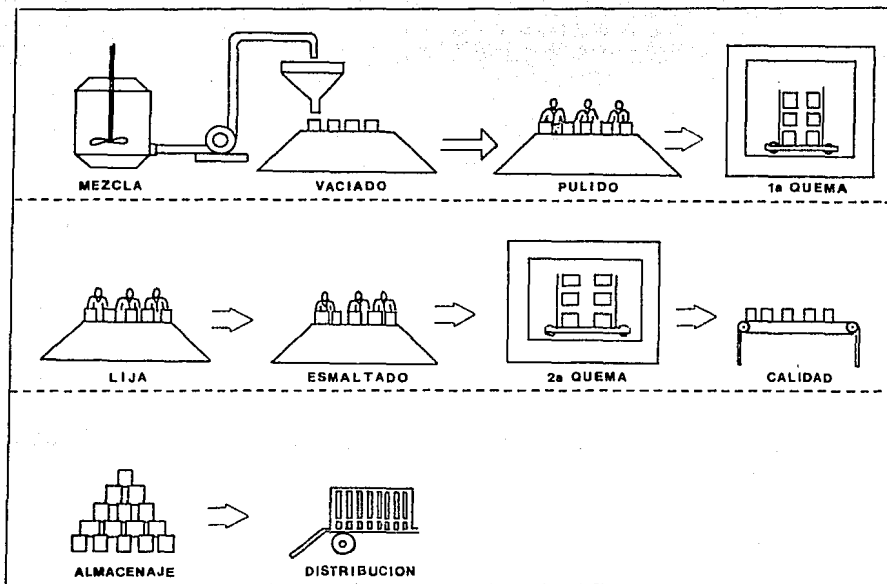 MEZCLA VACIADO PULIDO 1a QUEMA
LIJA ESMALTADO 2a QUEMA CALIDAD
ALMACENAJE DISTRIBUCION